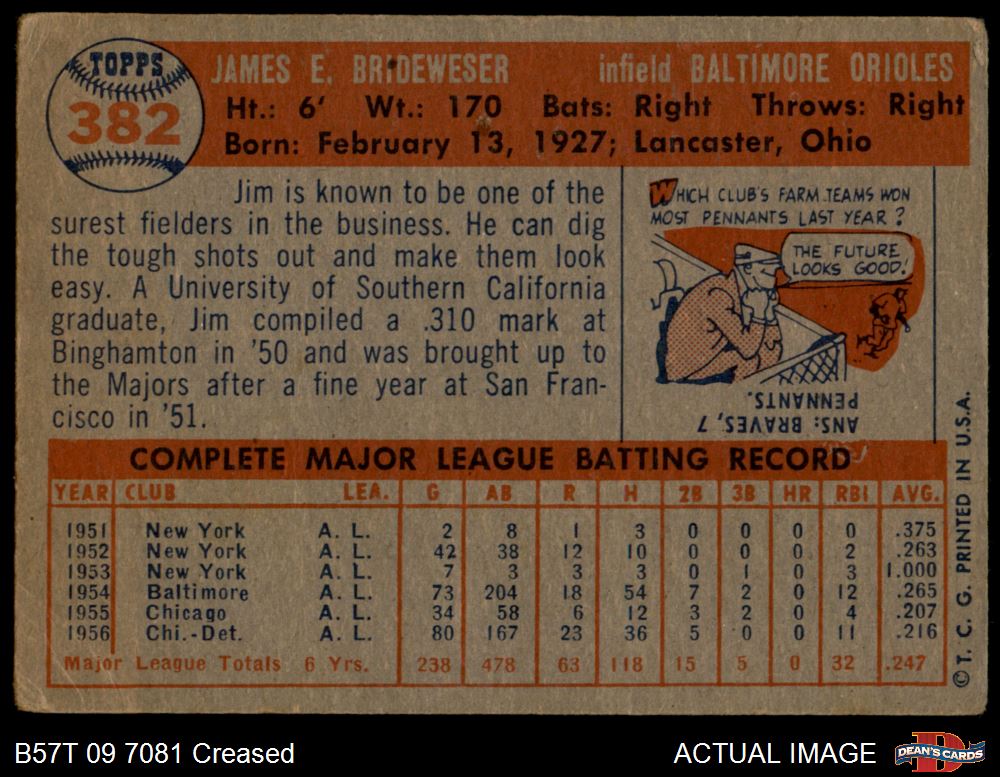 TOPPS
382
JAMES E. BRIDEWESER infield BALTIMORE ORIOLES
Ht.: 6' Wt.: 170 Bats: Right Throws: Right
Born: February 13, 1927; Lancaster, Ohio
Jim is known to be one of the
surest fielders in the business. He can dig
the tough shots out and make them look
easy. A University of Southern California
graduate, Jim compiled a .310 mark at
Binghamton in '50 and was brought up to
the Majors after a fine year at San Fran-
cisco in '51.
WHICH CLUB'S FARM TEAMS WON
MOST PENNANTS LAST YEAR?
THE FUTURE
LOOKS GOOD!
ANS: BRAVES, 7
PENNANTS.
COMPLETE MAJOR LEAGUE BATTING RECORD
YEAR CLUB LEA. G AB R H 2B 3B HR RBI AVG.
1951 New York A. L. 2 8 1 3 0 0 0 0 .375
1952 New York A. L. 42 38 12 10 0 0 0 2 .263
1953 New York A. L. 7 3 3 3 0 1 0 3 1.000
1954 Baltimore A. L. 73 204 18 54 7 2 0 12 .265
1955 Chicago A. L. 34 58 6 12 3 2 0 4 .207
1956 Chi.-Det. A. L. 80 167 23 36 5 0 0 11 .216
Major League Totals 6 Yrs. 238 478 63 118 15 5 0 32 .247
©T. C. G. PRINTED IN U.S.A.
B57T 09 7081 Creased ACTUAL IMAGE
DEAN'S CARDS